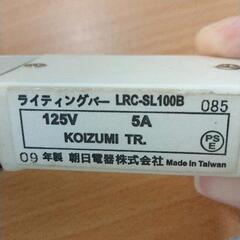 ライティングバー LRC-SL100B 085
125V 5A
KOIZUMI TR.
PS
E
09 年製 朝日電器株式会社 Made in Taiwan